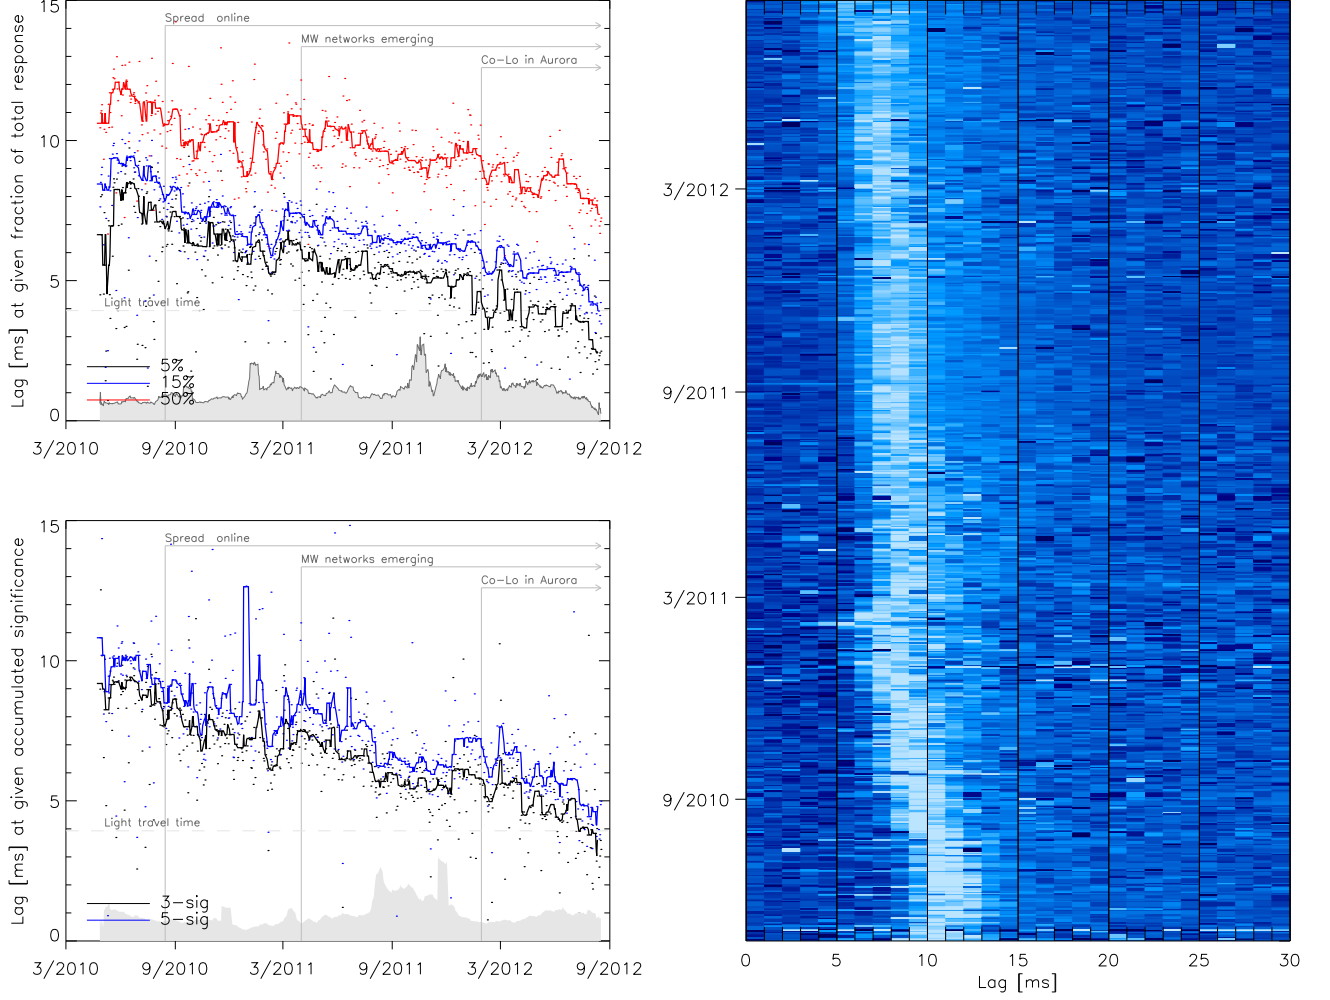 Lag [ms] at given fraction of total response
15
10
5
0
Spread online
MW networks emerging
Co-Lo in Aurora
Light travel time
5%
15%
50%
3/2010
9/2010
3/2011
9/2011
3/2012
9/2012
Lag [ms] at given accumulated significance
15
10
5
0
Spread online
MW networks emerging
Co-Lo in Aurora
Light travel time
3-sig
5-sig
3/2010
9/2010
3/2011
9/2011
3/2012
9/2012
3/2012
9/2011
3/2011
9/2010
0
5
10
15
20
25
30
Lag [ms]